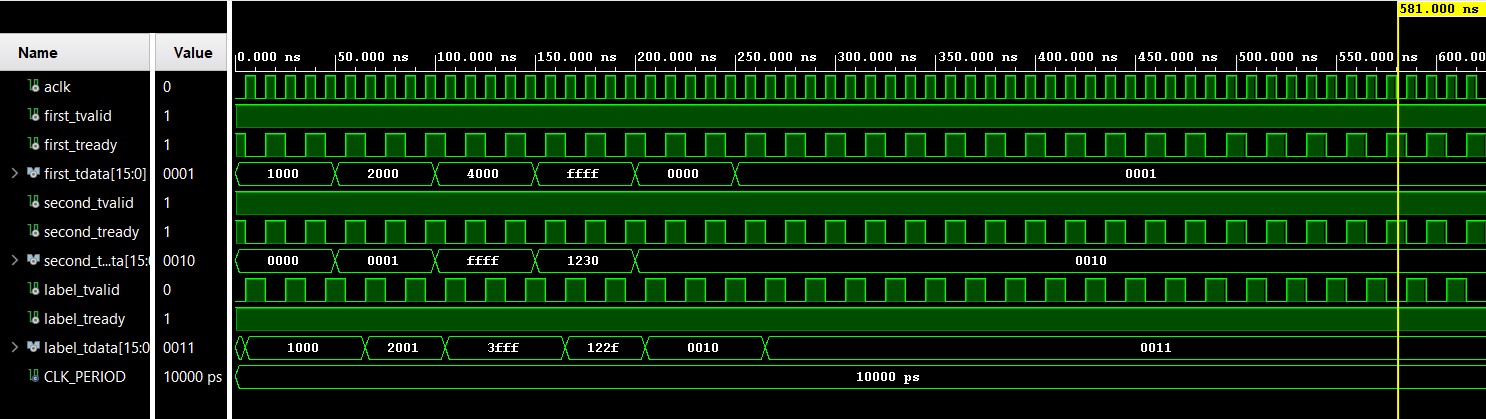 581.000 ns
Name Value
0.000 ns 50.000 ns 100.000 ns 150.000 ns 200.000 ns 250.000 ns 300.000 ns 350.000 ns 400.000 ns 450.000 ns 500.000 ns 550.000 ns 600.00
aclk 0
first_tvalid 1
first_tready 1
first_tdata[15:0] 0001 1000 2000 4000 ffff 0000 0001
second_tvalid 1
second_tready 1
second_t...ta[15:0 0010 0000 0001 ffff 1230 0010
label_tvalid 0
label_tready 1
label_tdata[15:0 0011 1000 2001 3fff 122f 0010 0011
CLK_PERIOD 10000 ps 10000 ps